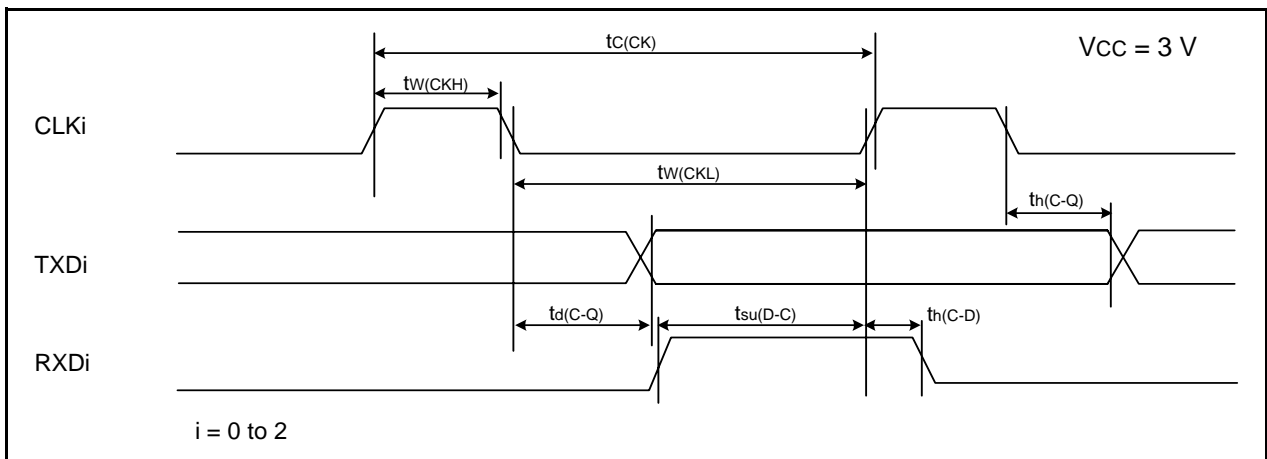 tC(CK)
VCC = 3 V
tW(CKH)
CLKi
tW(CKL)
th(C-Q)
TXDi
td(C-Q)
tsu(D-C)
th(C-D)
RXDi
i = 0 to 2